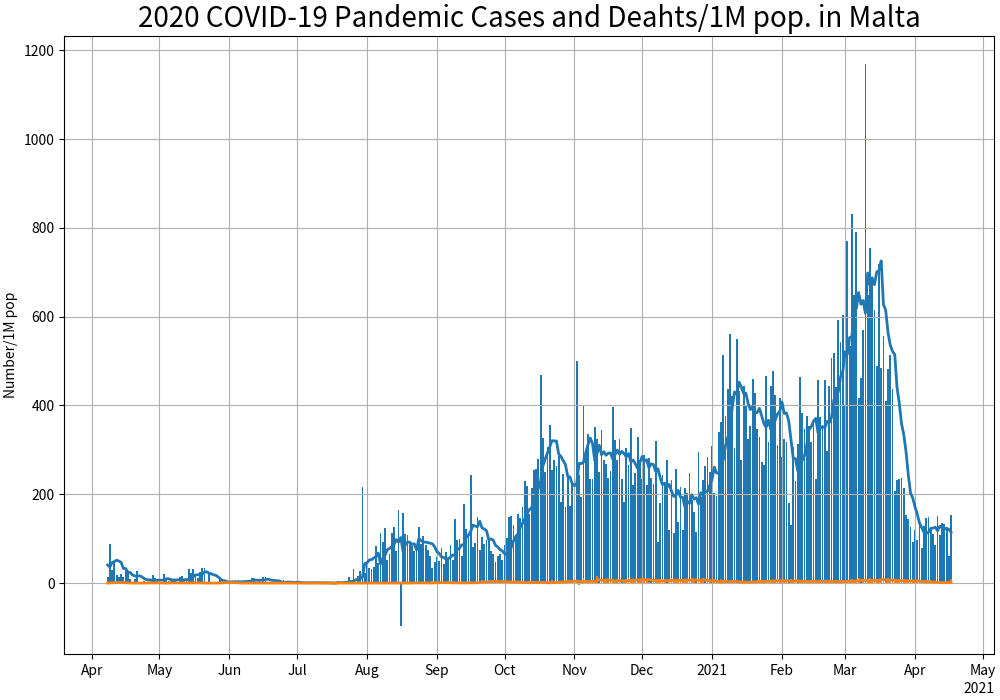 2020 COVID-19 Pandemic Cases and Deahts/1M pop. in Malta
Number/1M pop
1200
1000
800
600
400
200
0
Apr May Jun Jul Aug Sep Oct Nov Dec 2021 Feb Mar Apr May
2021